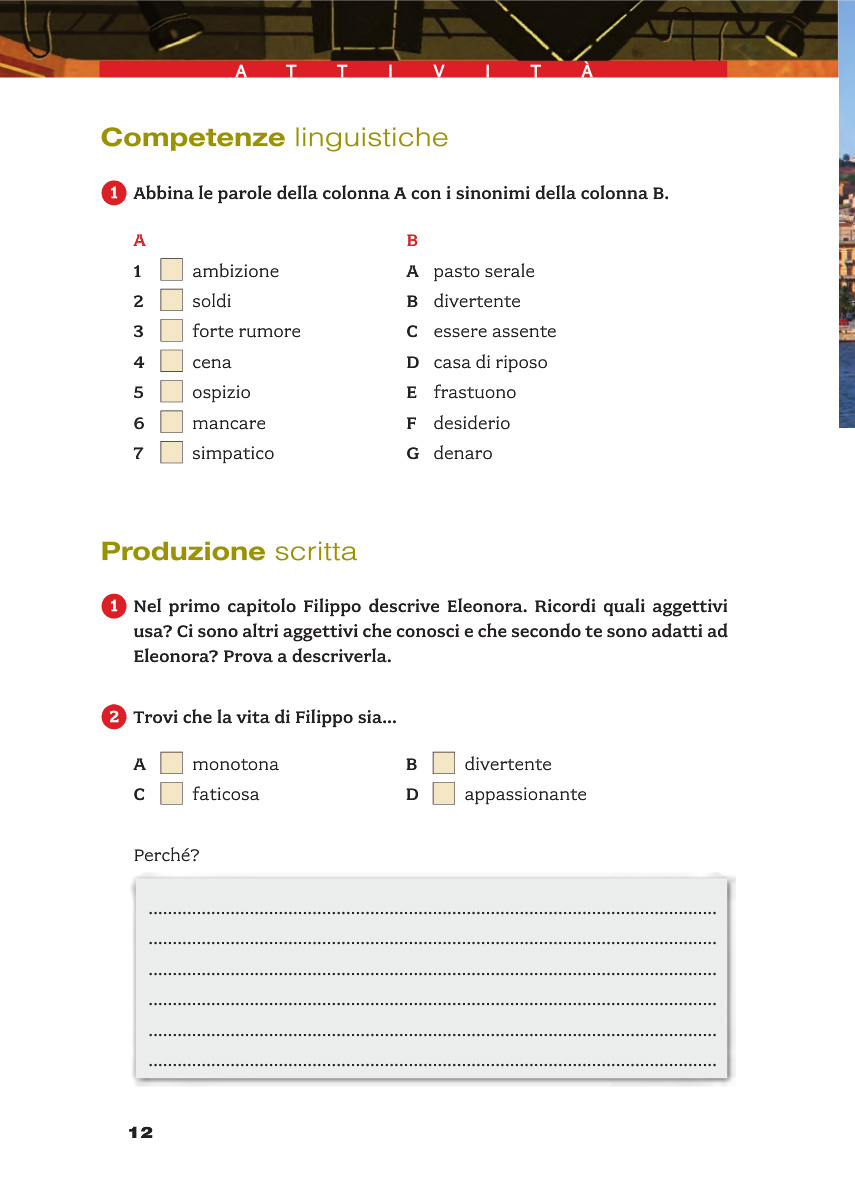 ATTIVITÀ
Competenze linguistiche
1 Abbina le parole della colonna A con i sinonimi della colonna B.
A B
1 ambizione A pasto serale
2 soldi B divertente
3 forte rumore C essere assente
4 cena D casa di riposo
5 ospizio E frastuono
6 mancare F desiderio
7 simpatico G denaro
Produzione scritta
1 Nel primo capitolo Filippo descrive Eleonora. Ricordi quali aggettivi
usa? Ci sono altri aggettivi che conosci e che secondo te sono adatti ad
Eleonora? Prova a descriverla.
2 Trovi che la vita di Filippo sia...
A monotona B divertente
C faticosa D appassionante
Perché?
12